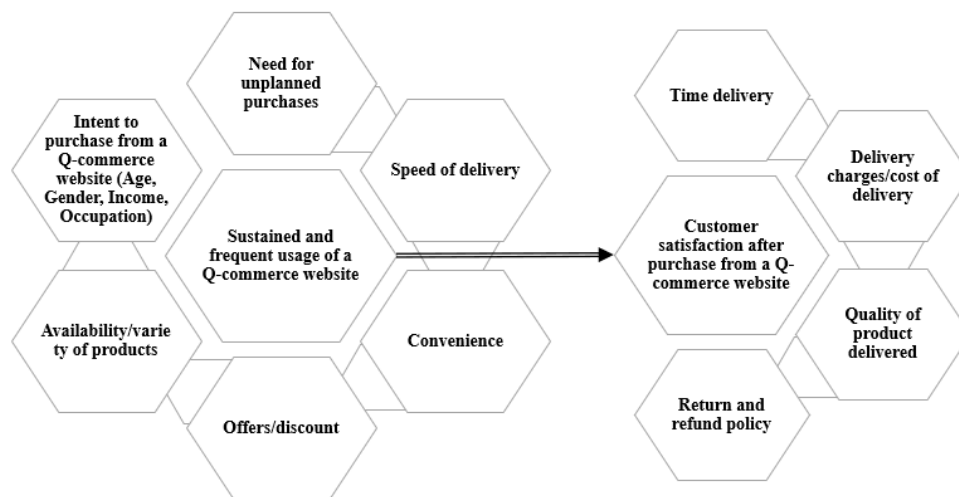 Need for
unplanned
purchases
Intent to
purchase from a
Q-commerce
website (Age,
Gender, Income,
Occupation)
Speed of delivery
Sustained and
frequent usage of a
Q-commerce website
Availability/varie
ty of products
Convenience
Offers/discount
Time delivery
Delivery
charges/cost of
delivery
Customer
satisfaction after
purchase from a Q-
commerce website
Quality of
product
delivered
Return and
refund policy